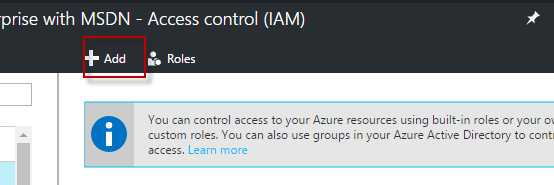 rprise with MSDN - Access control (IAM)
Add Roles
You can control access to your Azure resources using built-in roles or your ow
custom roles. You can also use groups in your Azure Active Directory to cont
access. Learn more